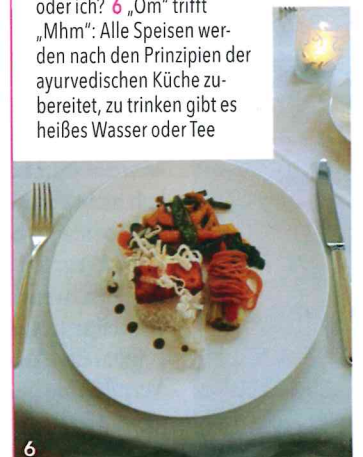 oder ich? 6 „Om“ trifft
„Mhm“: Alle Speisen wer-
den nach den Prinzipien der
ayurvedischen Küche zu-
bereitet, zu trinken gibt es
heißes Wasser oder Tee
6